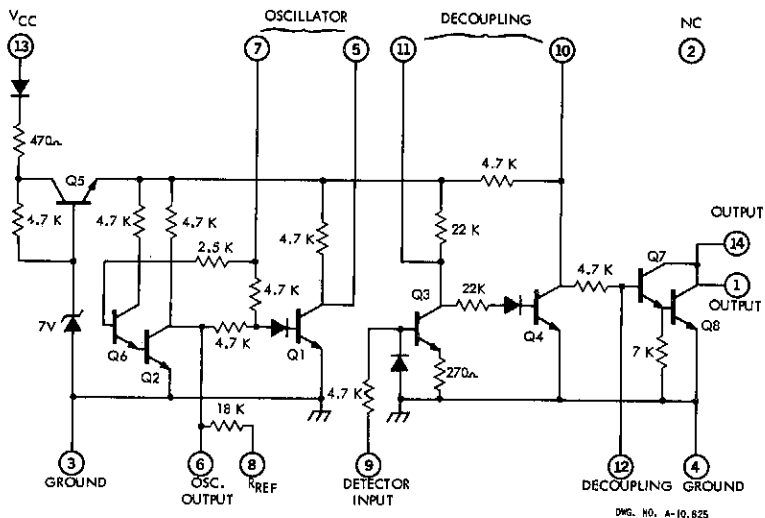 VCC
OSCILLATOR
DECOUPLING
NC
13
7
5
11
10
2
470Ω
Q5
4.7 K
4.7 K
4.7 K
4.7 K
4.7 K
22 K
OUTPUT
2.5 K
14
Q7
4.7 K
4.7 K
1
OUTPUT
Q3
22K
7V
4.7 K
Q6
Q2
Q1
Q4
Q8
7 K
4.7 K
270Ω
18 K
3
6
8
9
12
4
GROUND
OSC.
OUTPUT
RREF
DETECTOR
INPUT
DECOUPLING
GROUND
DWG. NO. A-10,625